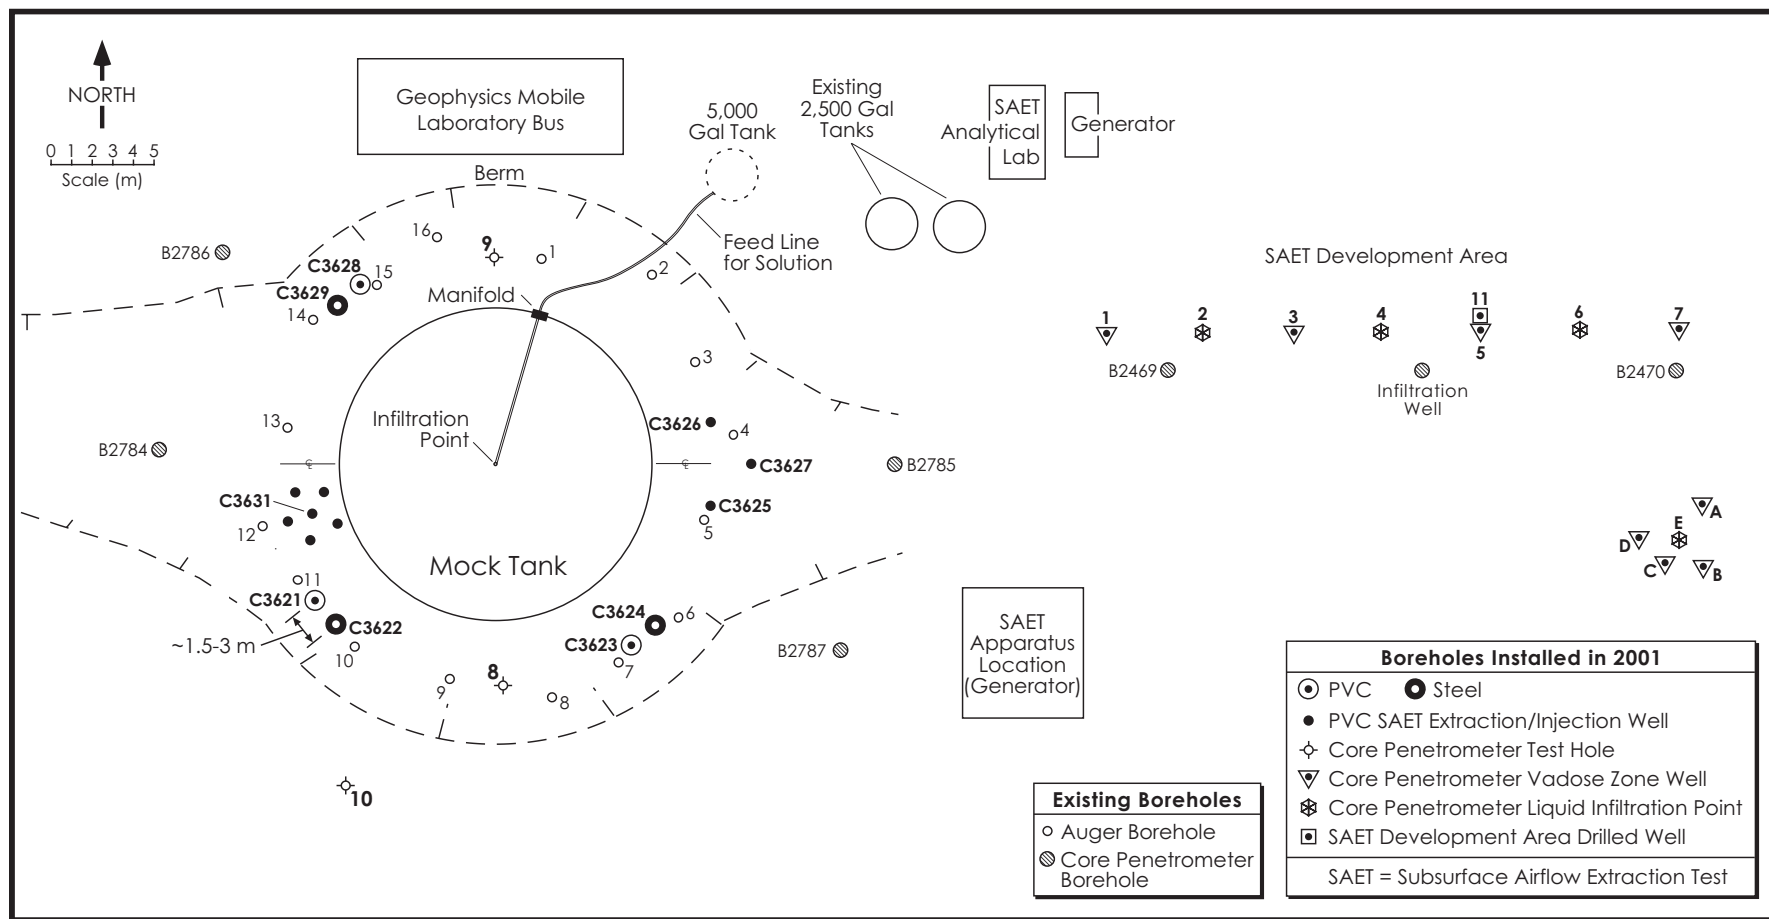 NORTH
0 1 2 3 4 5
Scale (m)
Geophysics Mobile
Laboratory Bus
5,000
Gal Tank
Existing
2,500 Gal
Tanks
SAET
Analytical
Lab
Generator
Berm
B2786
16
9
1
2
Feed Line
for Solution
SAET Development Area
C3628
15
C3629
14
Manifold
1
2
3
4
11
5
6
7
3
B2469
Infiltration
Well
B2470
13
Infiltration
Point
C3626
4
B2784
℄
℄
C3627
B2785
C3631
12
C3625
5
A
E
D
C
B
Mock Tank
11
C3621
C3622
~1.5-3 m
10
C3624
6
C3623
7
B2787
9
8
8
10
SAET
Apparatus
Location
(Generator)
Existing Boreholes
Auger Borehole
Core Penetrometer
Borehole
Boreholes Installed in 2001
PVC Steel
PVC SAET Extraction/Injection Well
Core Penetrometer Test Hole
Core Penetrometer Vadose Zone Well
Core Penetrometer Liquid Infiltration Point
SAET Development Area Drilled Well
SAET = Subsurface Airflow Extraction Test